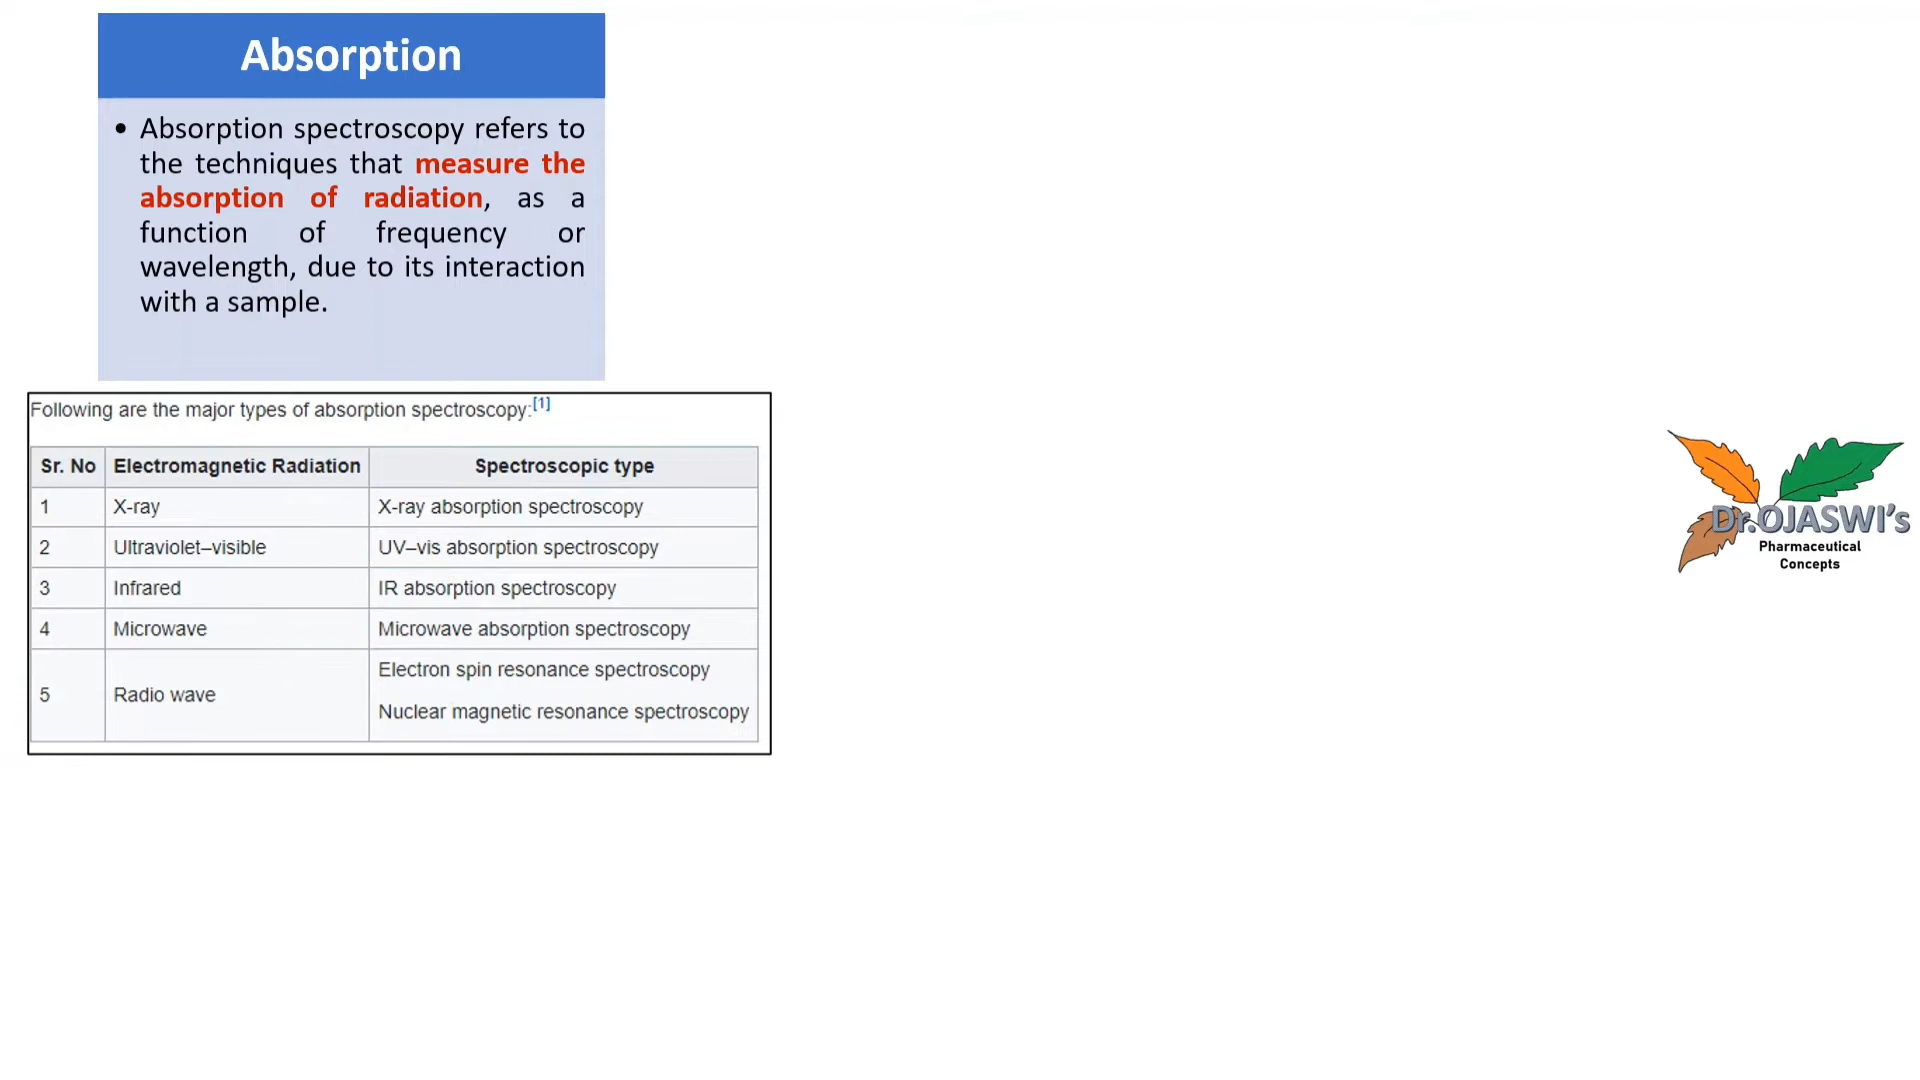 Absorption
• Absorption spectroscopy refers to
the techniques that measure the
absorption of radiation, as a
function of frequency or
wavelength, due to its interaction
with a sample.
Following are the major types of absorption spectroscopy:[1]
Sr. No Electromagnetic Radiation Spectroscopic type
1 X-ray X-ray absorption spectroscopy
2 Ultraviolet–visible UV–vis absorption spectroscopy
3 Infrared IR absorption spectroscopy
4 Microwave Microwave absorption spectroscopy
5 Radio wave Electron spin resonance spectroscopy
Nuclear magnetic resonance spectroscopy
Dr.OJASWI’s
Pharmaceutical
Concepts